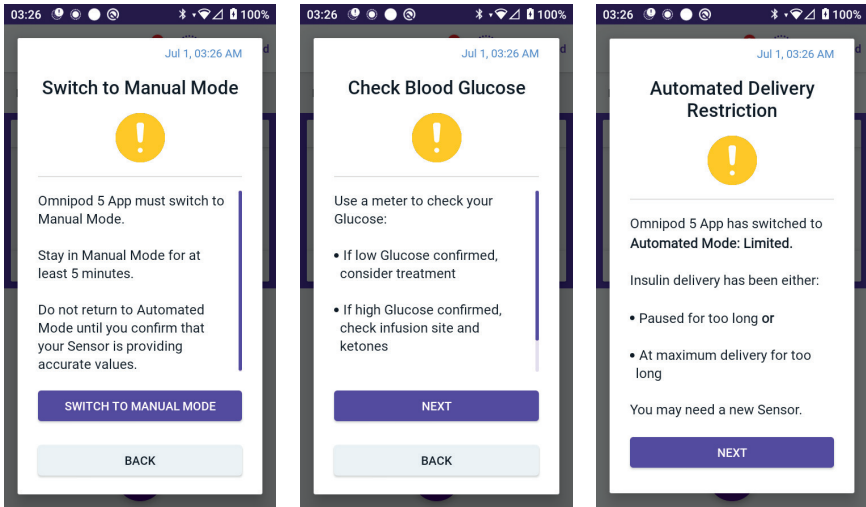 03:26
100%
Jul 1, 03:26 AM
Switch to Manual Mode
Omnipod 5 App must switch to
Manual Mode.
Stay in Manual Mode for at
least 5 minutes.
Do not return to Automated
Mode until you confirm that
your Sensor is providing
accurate values.
SWITCH TO MANUAL MODE
BACK
03:26
100%
Jul 1, 03:26 AM
Check Blood Glucose
Use a meter to check your
Glucose:
• If low Glucose confirmed,
consider treatment
• If high Glucose confirmed,
check infusion site and
ketones
NEXT
BACK
03:26
100%
Jul 1, 03:26 AM
Automated Delivery
Restriction
Omnipod 5 App has switched to
Automated Mode: Limited.
Insulin delivery has been either:
• Paused for too long or
• At maximum delivery for too
long
You may need a new Sensor.
NEXT